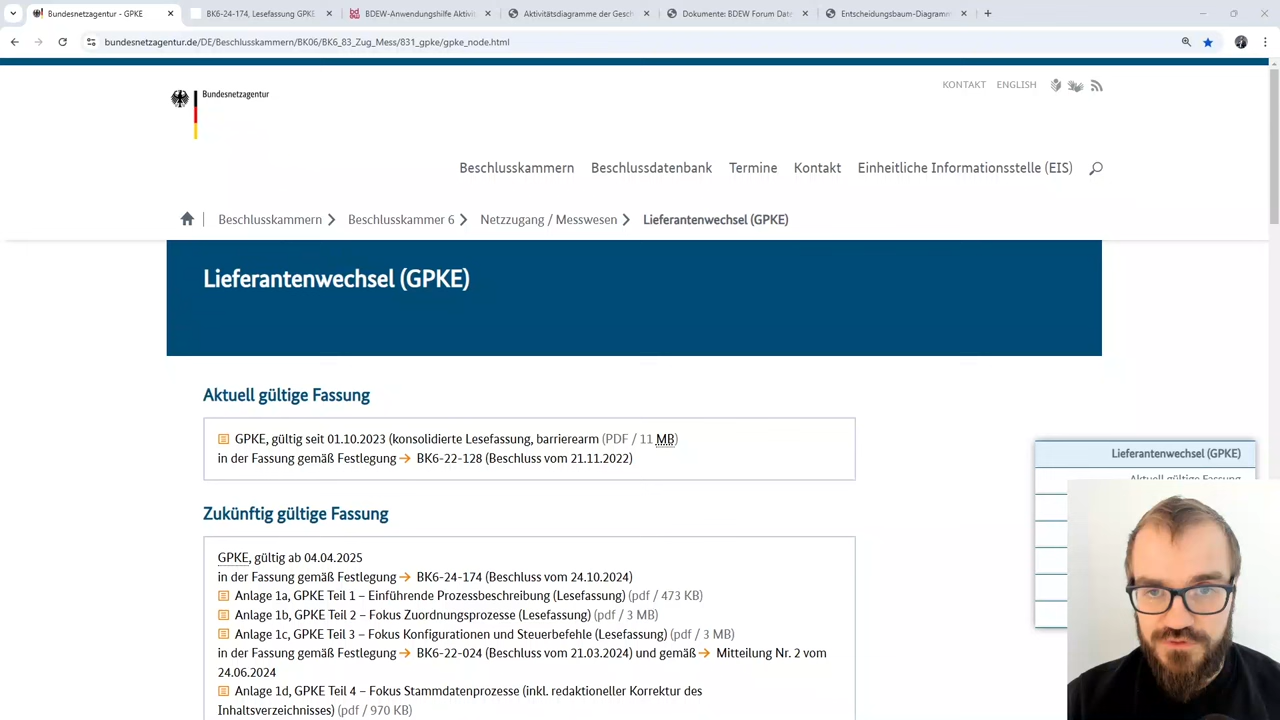 Bundesnetzagentur - GPKE
BK6-24-174, Lesefassung GPKE
BDEW-Anwendungshilfe Aktivi
Aktivitätsdiagramme der Gesch
Dokumente: BDEW Forum Date
Entscheidungsbaum-Diagramm
bundesnetzagentur.de/DE/Beschlusskammern/BK06/BK6_83_Zug_Mess/831_gpke/gpke_node.html
Bundesnetzagentur
KONTAKT ENGLISH
Beschlusskammern Beschlussdatenbank Termine Kontakt Einheitliche Informationsstelle (EIS)
Beschlusskammern Beschlusskammer 6 Netzzugang / Messwesen Lieferantenwechsel (GPKE)
Lieferantenwechsel (GPKE)
Aktuell gültige Fassung
GPKE, gültig seit 01.10.2023 (konsolidierte Lesefassung, barrierearm (PDF / 11 MB)
in der Fassung gemäß Festlegung → BK6-22-128 (Beschluss vom 21.11.2022)
Lieferantenwechsel (GPKE)
Aktuell gültige Fassung
Zukünftig gültige Fassung
GPKE, gültig ab 04.04.2025
in der Fassung gemäß Festlegung → BK6-24-174 (Beschluss vom 24.10.2024)
Anlage 1a, GPKE Teil 1 – Einführende Prozessbeschreibung (Lesefassung) (pdf / 473 KB)
Anlage 1b, GPKE Teil 2 – Fokus Zuordnungsprozesse (Lesefassung) (pdf / 3 MB)
Anlage 1c, GPKE Teil 3 – Fokus Konfigurationen und Steuerbefehle (Lesefassung) (pdf / 3 MB)
in der Fassung gemäß Festlegung → BK6-22-024 (Beschluss vom 21.03.2024) und gemäß → Mitteilung Nr. 2 vom
24.06.2024
Anlage 1d, GPKE Teil 4 – Fokus Stammdatenprozesse (inkl. redaktioneller Korrektur des
Inhaltsverzeichnisses) (pdf / 970 KB)